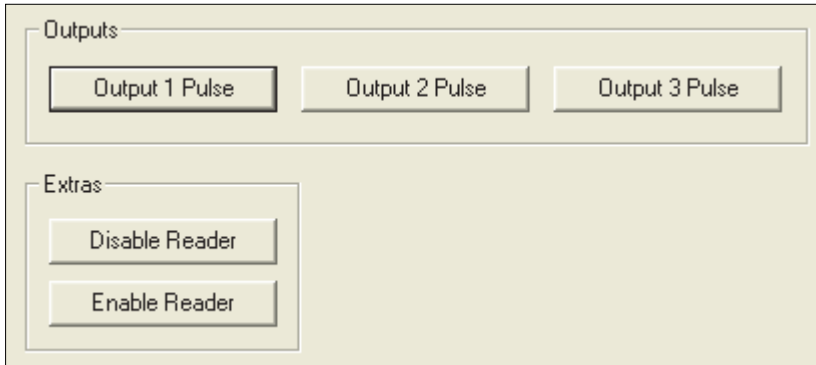 Outputs
Output 1 Pulse Output 2 Pulse Output 3 Pulse
Extras
Disable Reader
Enable Reader